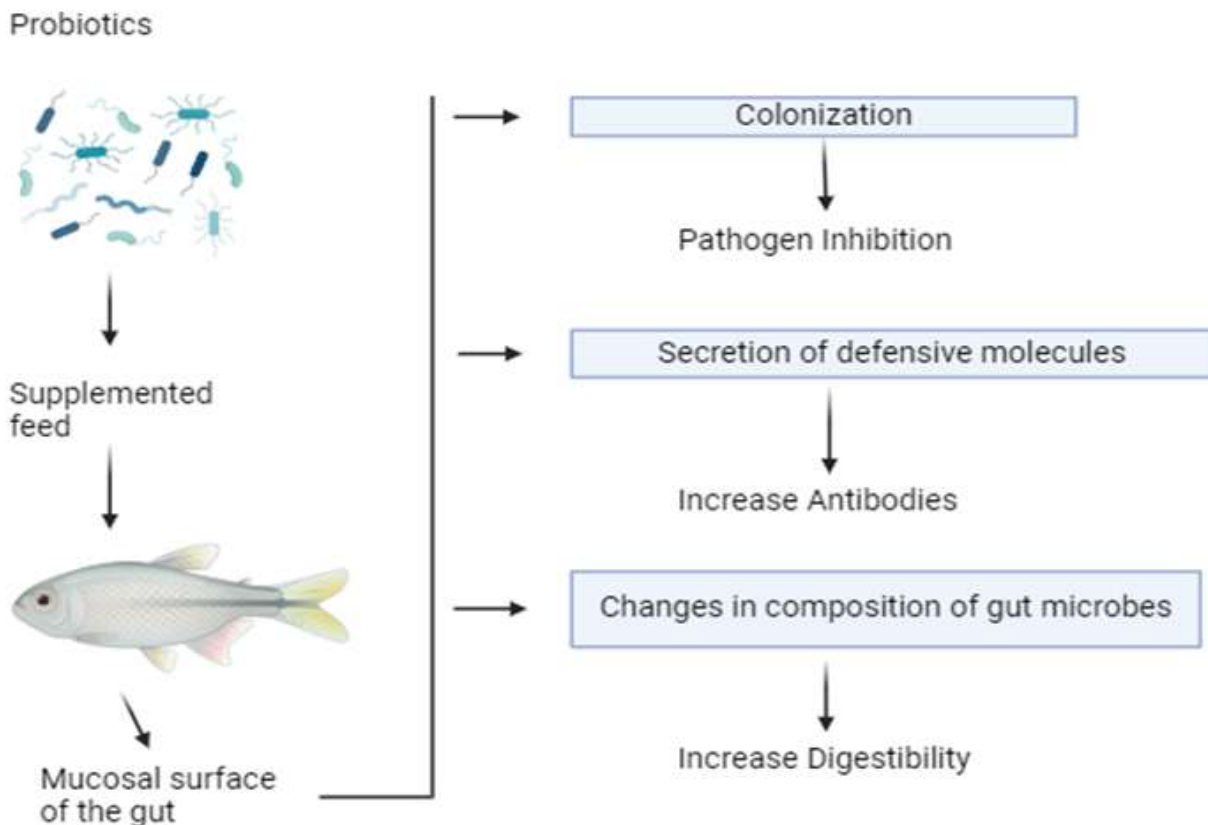 Probiotics
Supplemented
feed
Mucosal surface
of the gut
Colonization
Pathogen Inhibition
Secretion of defensive molecules
Increase Antibodies
Changes in composition of gut microbes
Increase Digestibility